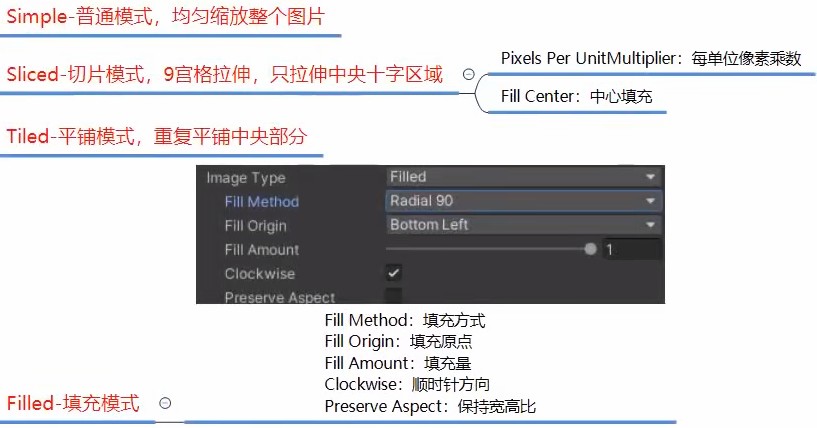 Simple-普通模式，均匀缩放整个图片
Sliced-切片模式，9宫格拉伸，只拉伸中央十字区域
Pixels Per UnitMultiplier：每单位像素乘数
Fill Center：中心填充
Tiled-平铺模式，重复平铺中央部分
Image Type Filled
Fill Method Radial 90
Fill Origin Bottom Left
Fill Amount 1
Clockwise
Preserve Aspect
Fill Method：填充方式
Fill Origin：填充原点
Fill Amount：填充量
Clockwise：顺时针方向
Preserve Aspect：保持宽高比
Filled-填充模式